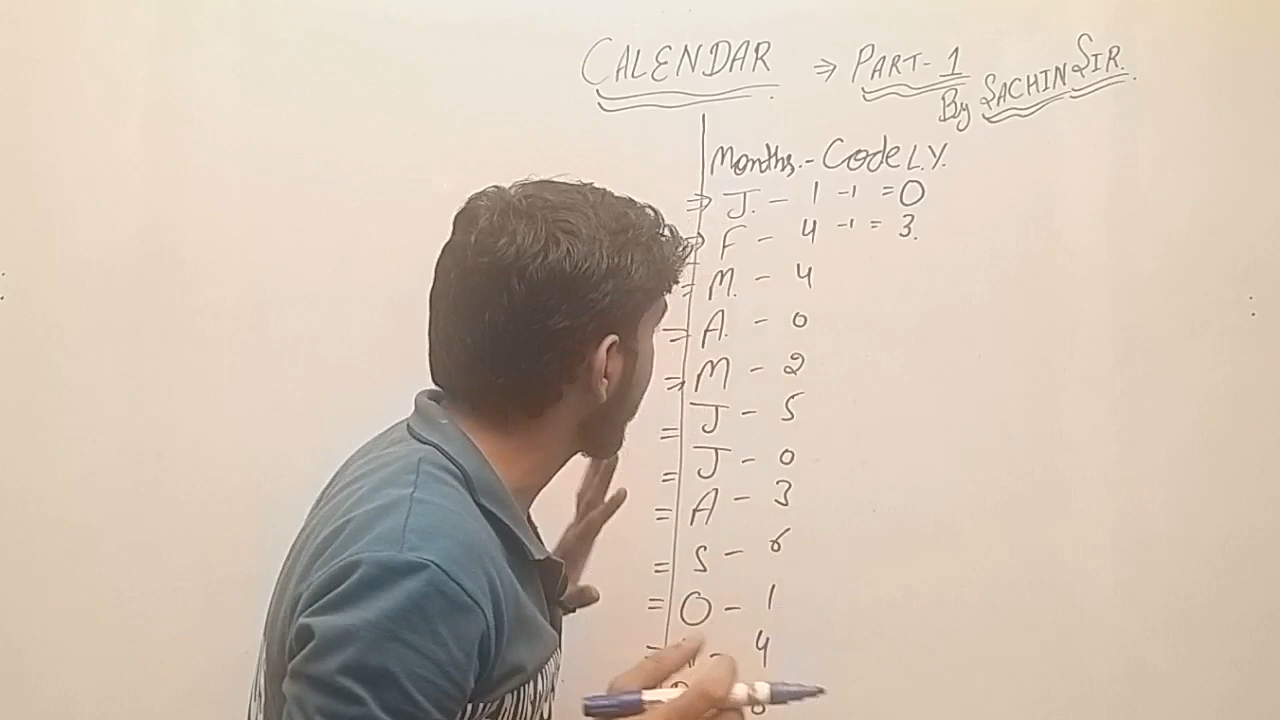 CALENDAR ⇒ PART-1
By SACHIN SIR.
Months.- Code L.Y.
⇒ J. - 1 -1 = 0
F - 4 -1 = 3.
= M. - 4
= A. - 0
⇒ M - 2
= J - 5
= J - 0
= A - 3
= S - 6
= O - 1
= - 4